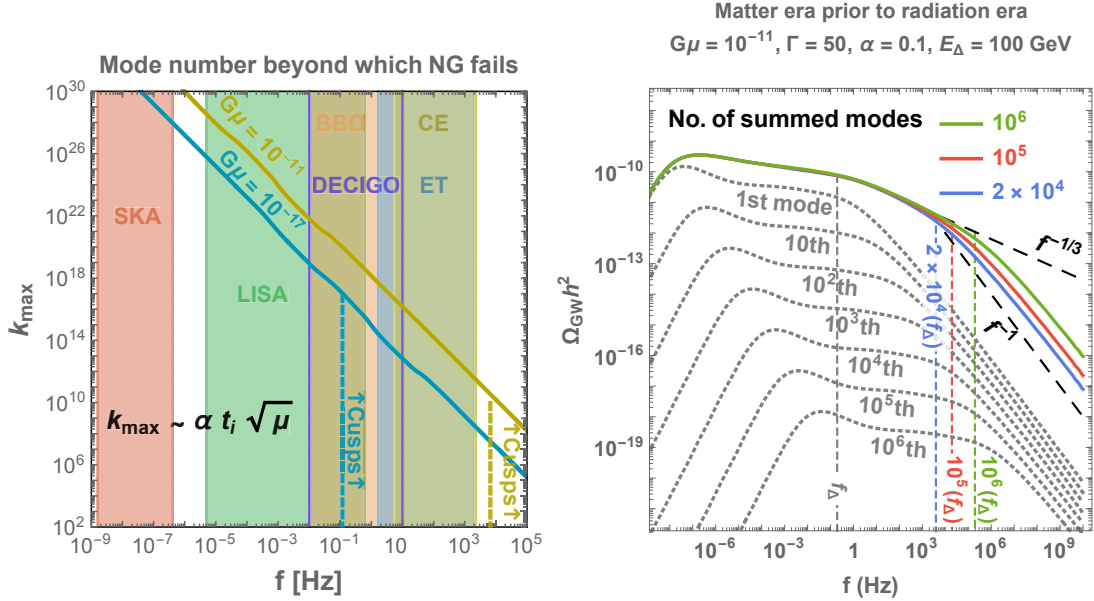 Mode number beyond which NG fails
k_max
10^30
10^26
10^22
10^18
10^14
10^10
10^6
10^2
Gμ = 10^-11
Gμ = 10^-17
SKA
LISA
BBO
DECIGO
CE
ET
k_max ~ α t_i √μ
↑Cusps↑
↑Cusps↑
10^-9
10^-7
10^-5
10^-3
10^-1
10
10^3
10^5
f [Hz]
Matter era prior to radiation era
Gμ = 10^-11, Γ = 50, α = 0.1, E_Δ = 100 GeV
Ω_GW h^2
10^-10
10^-13
10^-16
10^-19
No. of summed modes
10^6
10^5
2 × 10^4
1st mode
10th
10^2th
10^3th
10^4th
10^5th
10^6th
f^-1/3
f^-1
f_Δ
2 × 10^4 (f_Δ)
10^5 (f_Δ)
10^6 (f_Δ)
10^-6
10^-3
1
10^3
10^6
10^9
f (Hz)